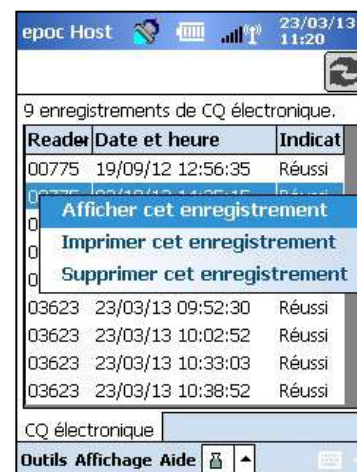 epoc Host 23/03/13
11:20
9 enregistrements de CQ électronique.
Reader Date et heure Indicat
00775 19/09/12 12:56:35 Réussi
Afficher cet enregistrement
Imprimer cet enregistrement
Supprimer cet enregistrement
03623 23/03/13 09:52:30 Réussi
03623 23/03/13 10:02:52 Réussi
03623 23/03/13 10:33:03 Réussi
03623 23/03/13 10:38:52 Réussi
CQ électronique
Outils Affichage Aide